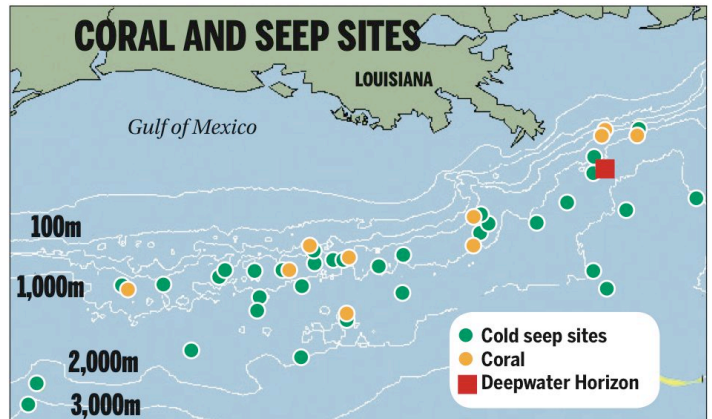 CORAL AND SEEP SITES
LOUISIANA
Gulf of Mexico
100m
1,000m
2,000m
3,000m
Cold seep sites
Coral
Deepwater Horizon